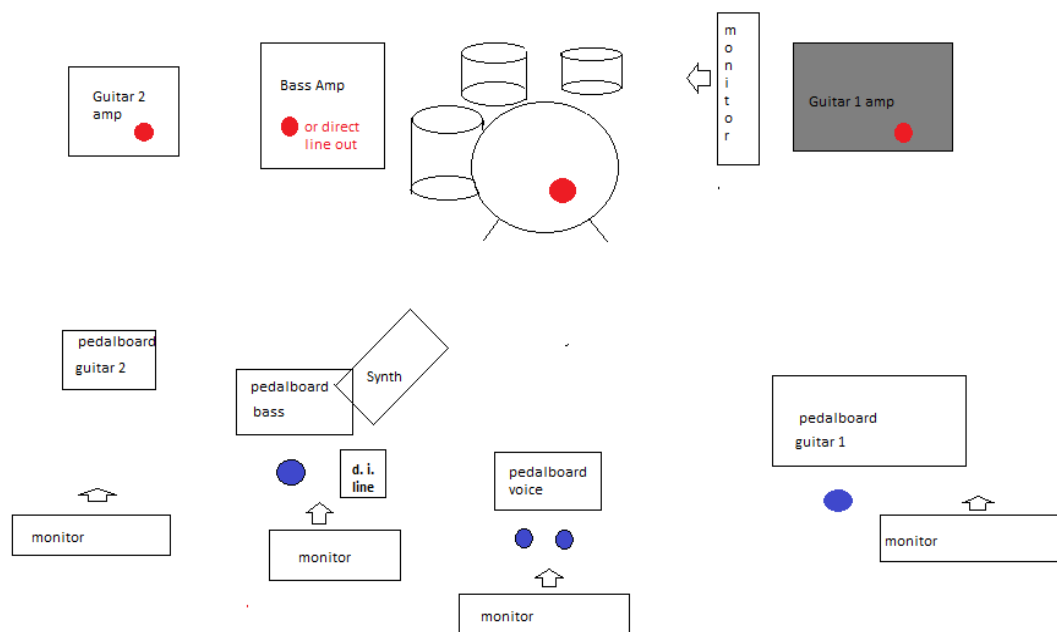 Guitar 2
amp
Bass Amp
or direct
line out
monitor
Guitar 1 amp
pedalboard
guitar 2
pedalboard
bass
Synth
d. i.
line
pedalboard
voice
pedalboard
guitar 1
monitor
monitor
monitor
monitor